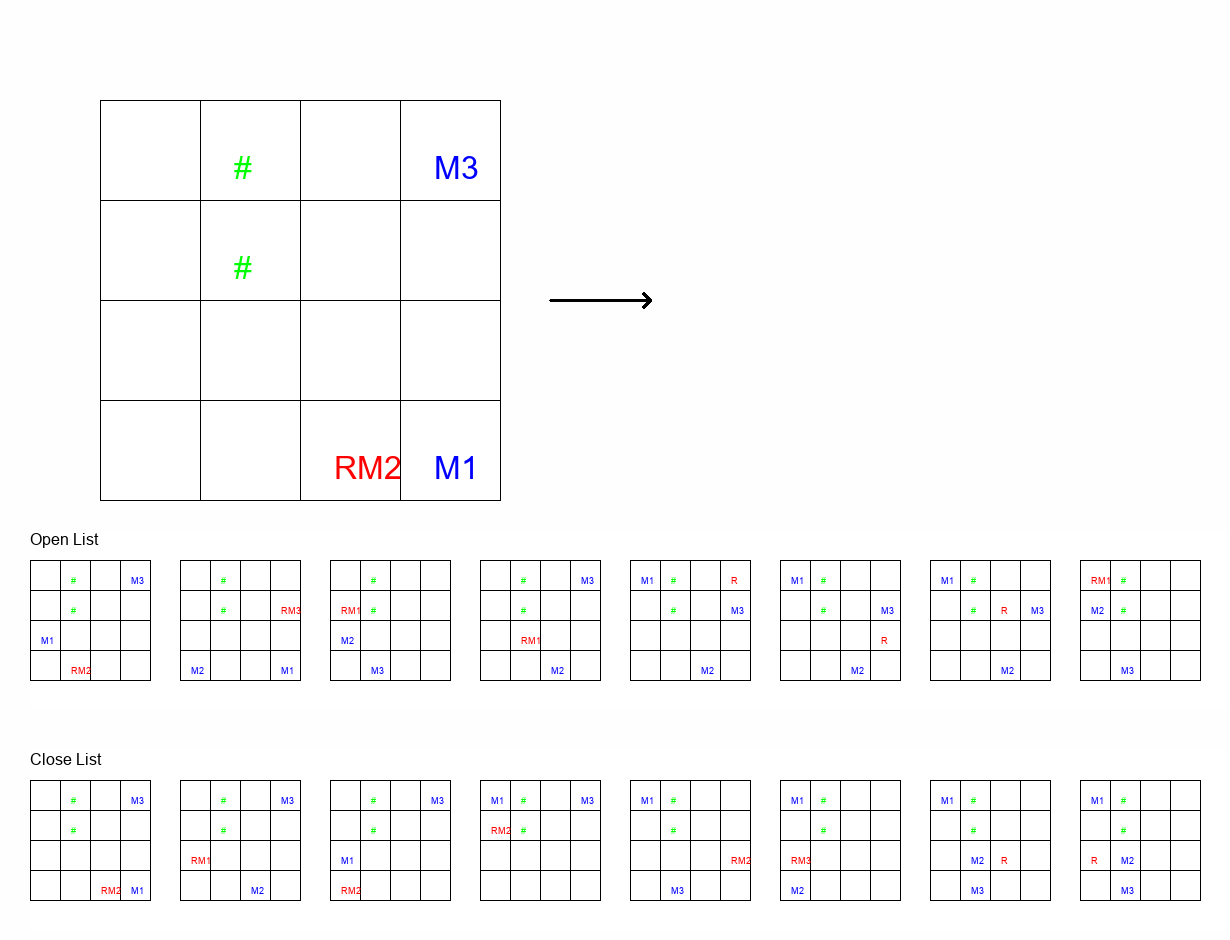 # M3
#
RM2 M1
Open List
# M3 # # # M3 M1 # R M1 # M1 # RM1 #
# # RM3 RM1 # # # M3 # M3 # R M3 M2 #
M1 M2 RM1 R
RM2 M2 M1 M3 M2 M2 M2 M2 M3
Close List
# M3 # M3 # M3 M1 # M3 M1 # M1 # M1 # M1 #
# # # RM2 # # # # #
RM1 M1 RM2 RM3 M2 R R M2
RM2 M1 M2 RM2 M3 M2 M3 M3